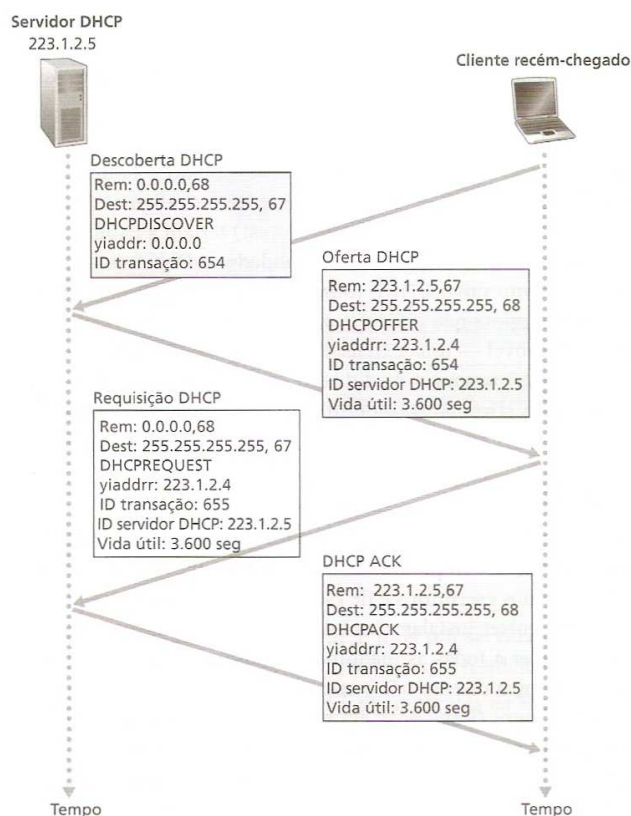 Servidor DHCP
223.1.2.5
Cliente recém-chegado
Descoberta DHCP
Rem: 0.0.0.0,68
Dest: 255.255.255.255, 67
DHCPDISCOVER
yiaddr: 0.0.0.0
ID transação: 654
Oferta DHCP
Rem: 223.1.2.5,67
Dest: 255.255.255.255, 68
DHCPOFFER
yiaddrr: 223.1.2.4
ID transação: 654
ID servidor DHCP: 223.1.2.5
Vida útil: 3.600 seg
Requisição DHCP
Rem: 0.0.0.0,68
Dest: 255.255.255.255, 67
DHCPREQUEST
yiaddrr: 223.1.2.4
ID transação: 655
ID servidor DHCP: 223.1.2.5
Vida útil: 3.600 seg
DHCP ACK
Rem: 223.1.2.5,67
Dest: 255.255.255.255, 68
DHCPACK
yiaddrr: 223.1.2.4
ID transação: 655
ID servidor DHCP: 223.1.2.5
Vida útil: 3.600 seg
Tempo
Tempo